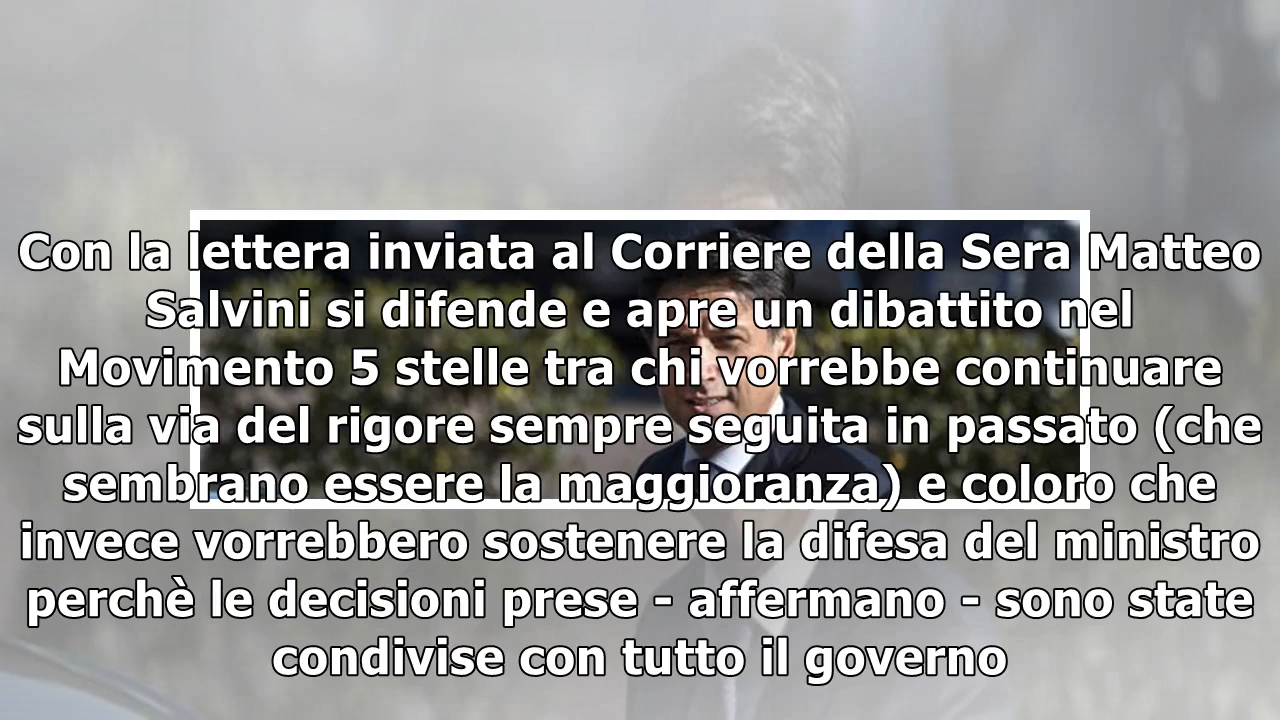 Con la lettera inviata al Corriere della Sera Matteo
Salvini si difende e apre un dibattito nel
Movimento 5 stelle tra chi vorrebbe continuare
sulla via del rigore sempre seguita in passato (che
sembrano essere la maggioranza) e coloro che
invece vorrebbero sostenere la difesa del ministro
perchè le decisioni prese - affermano - sono state
condivise con tutto il governo